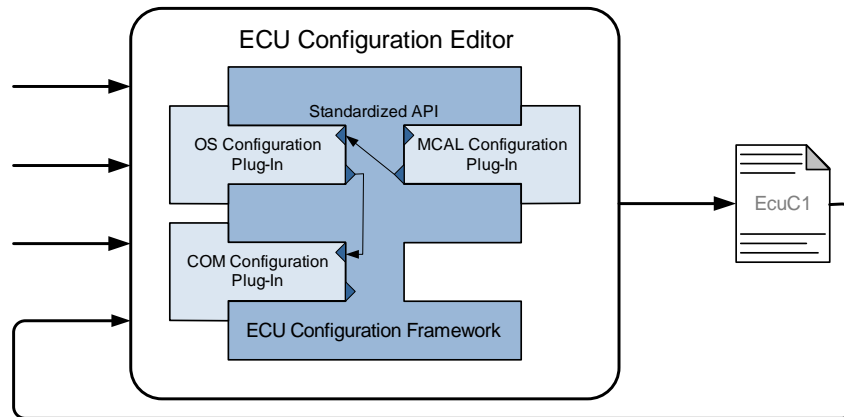 ECU Configuration Editor
Standardized API
OS Configuration
Plug-In
MCAL Configuration
Plug-In
EcuC1
COM Configuration
Plug-In
ECU Configuration Framework